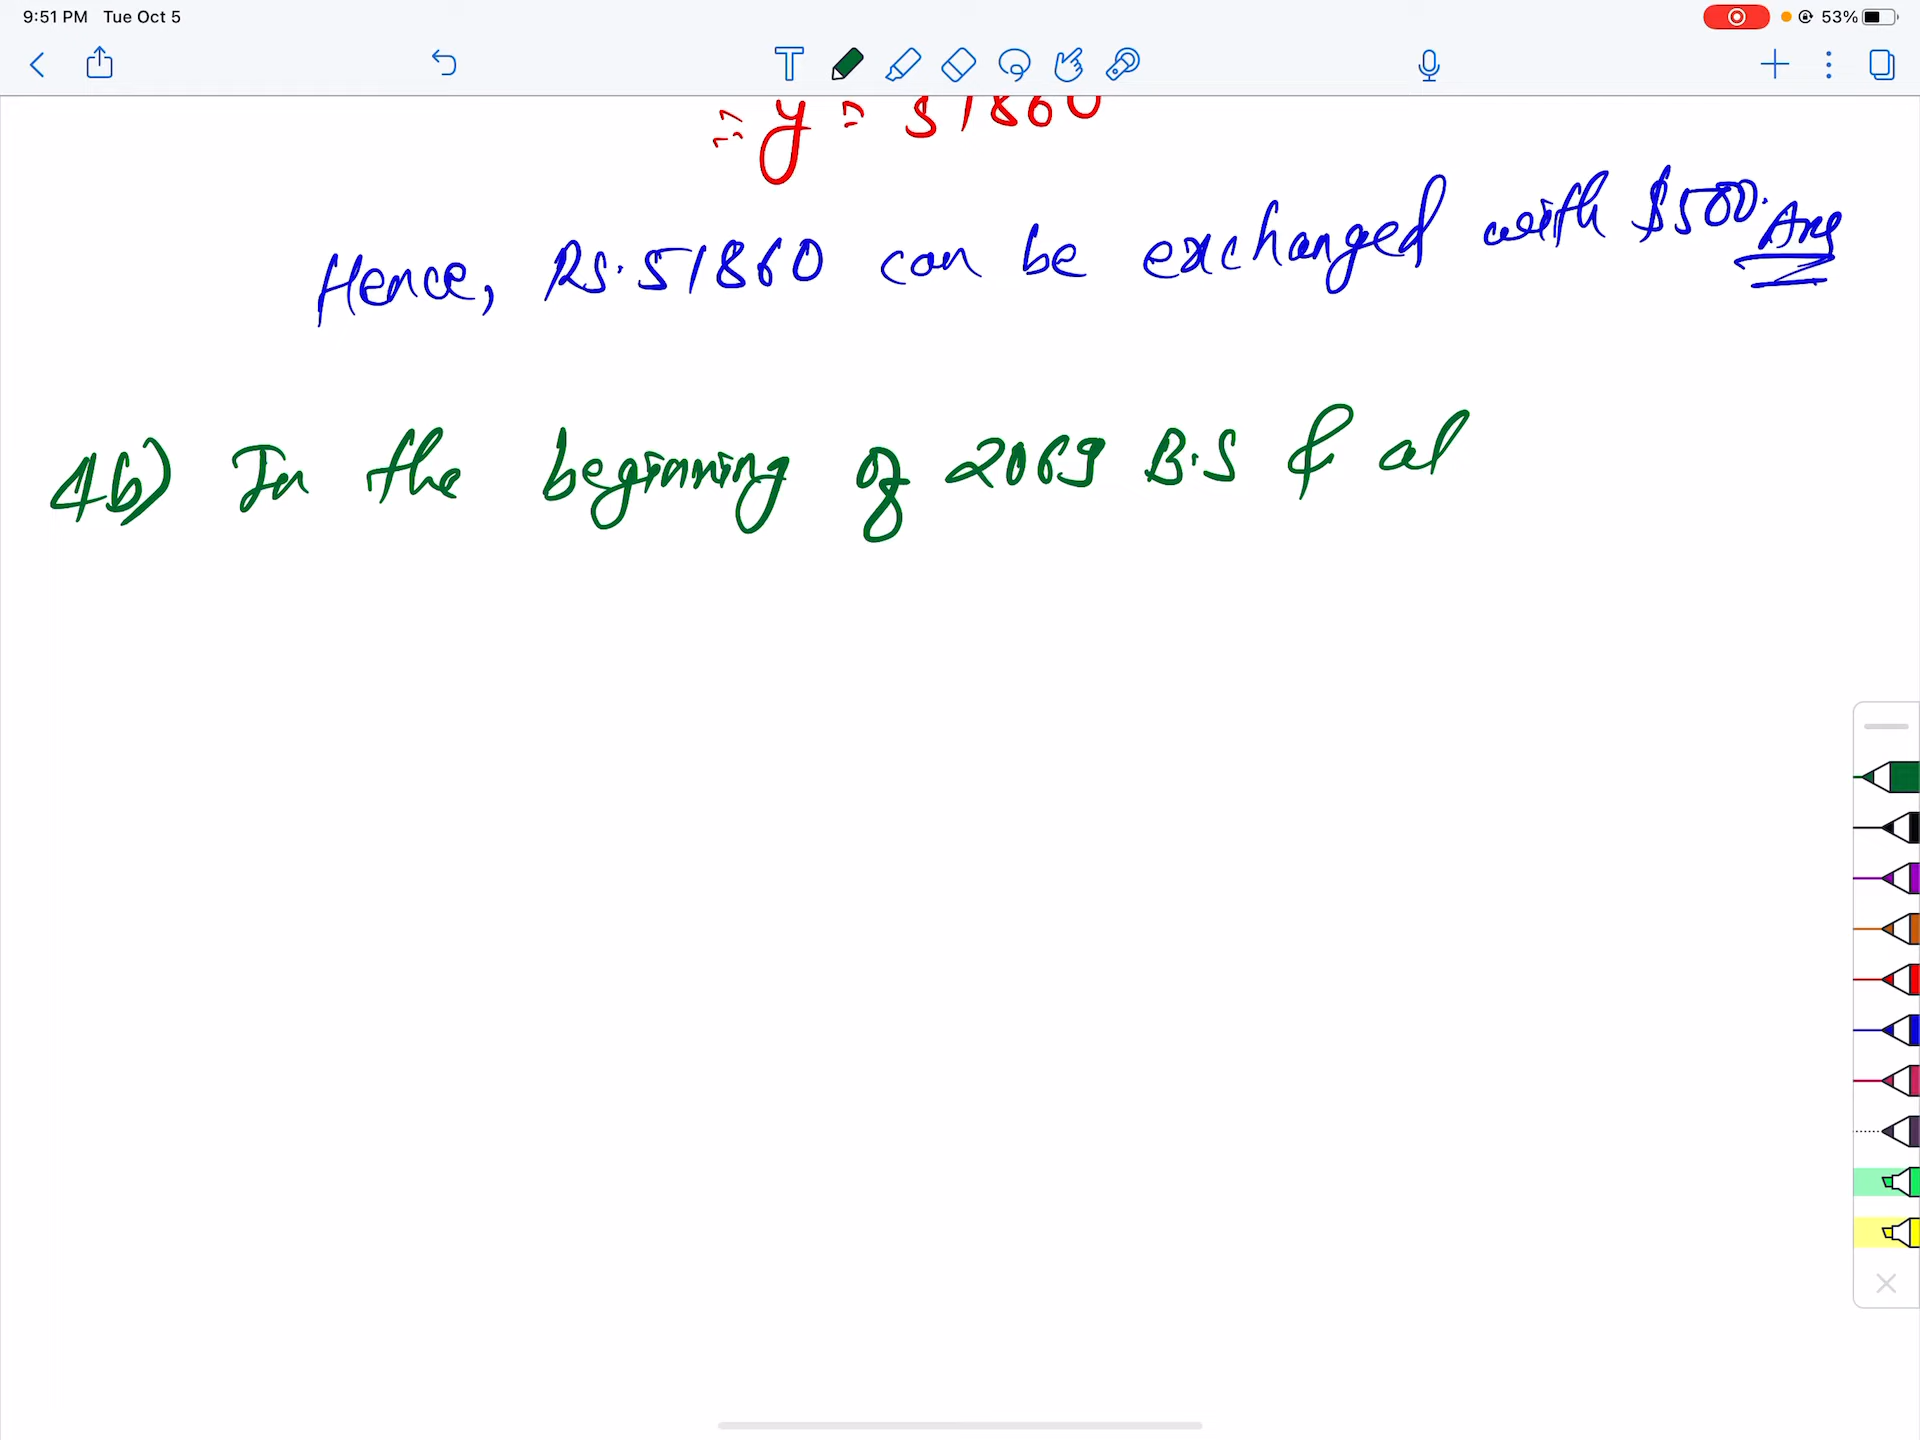 9:51 PM Tue Oct 5
53%
∴ y = 51860
Hence, Rs. 51860 can be exchanged with $500. Ans
4b) In the beginning of 2069 B.S & al